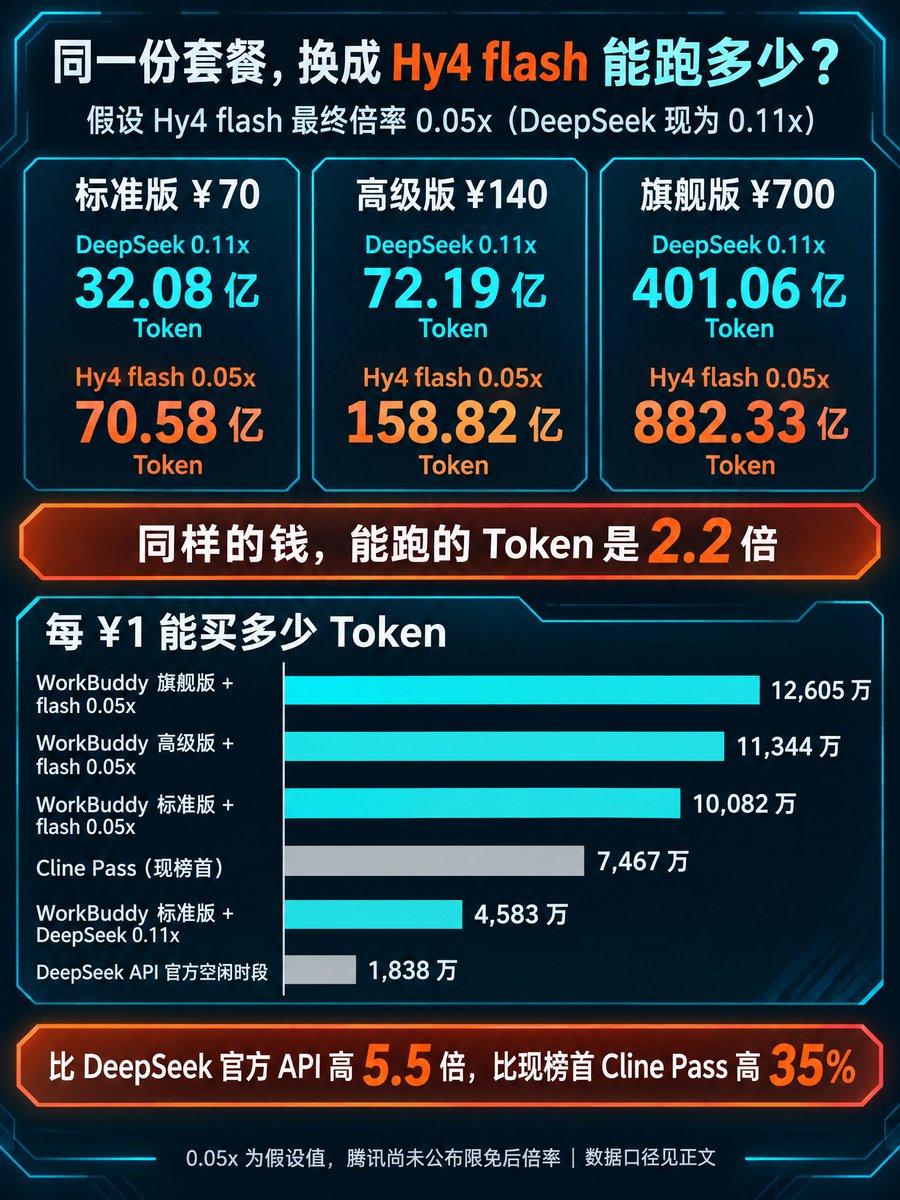 同一份套餐，换成 Hy4 flash 能跑多少？
假设 Hy4 flash 最终倍率 0.05x（DeepSeek 现为 0.11x）
标准版 ¥70
DeepSeek 0.11x
32.08 亿
Token
Hy4 flash 0.05x
70.58 亿
Token
高级版 ¥140
DeepSeek 0.11x
72.19 亿
Token
Hy4 flash 0.05x
158.82 亿
Token
旗舰版 ¥700
DeepSeek 0.11x
401.06 亿
Token
Hy4 flash 0.05x
882.33 亿
Token
同样的钱，能跑的 Token 是 2.2 倍
每 ¥1 能买多少 Token
WorkBuddy 旗舰版 +
flash 0.05x
12,605 万
WorkBuddy 高级版 +
flash 0.05x
11,344 万
WorkBuddy 标准版 +
flash 0.05x
10,082 万
Cline Pass（现榜首）
7,467 万
WorkBuddy 标准版 +
DeepSeek 0.11x
4,583 万
DeepSeek API 官方空闲时段
1,838 万
比 DeepSeek 官方 API 高 5.5 倍，比现榜首 Cline Pass 高 35%
0.05x 为假设值，腾讯尚未公布限免后倍率 | 数据口径见正文